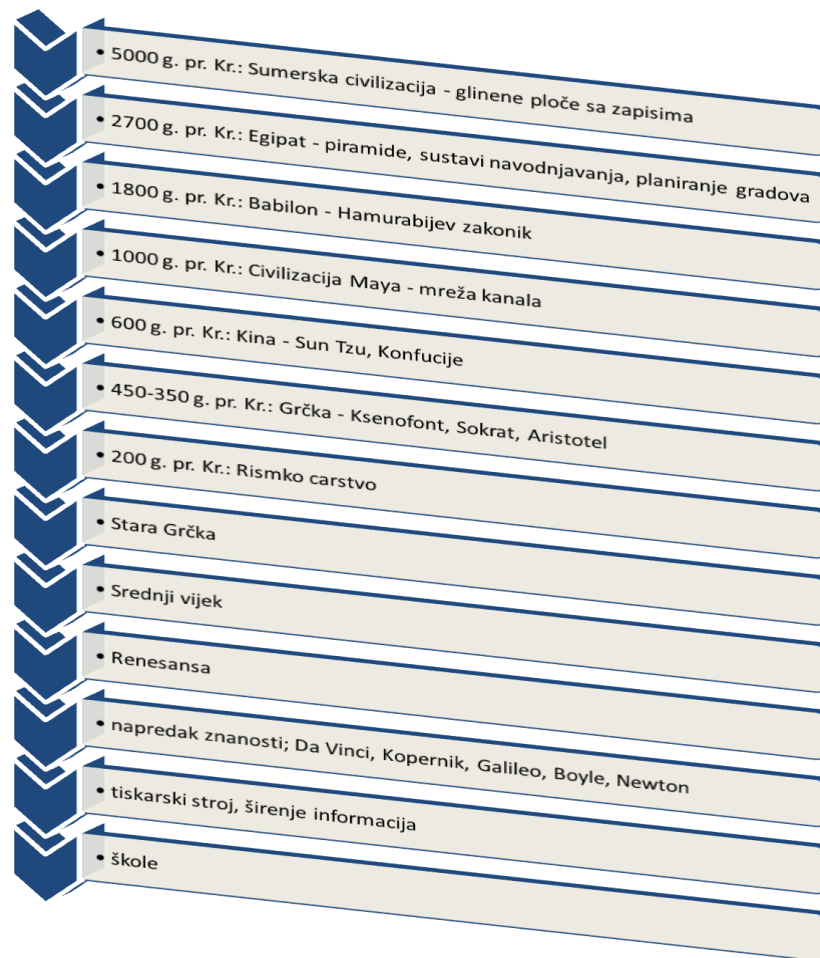 • 5000 g. pr. Kr.: Sumerska civilizacija - glinene ploče sa zapisima
• 2700 g. pr. Kr.: Egipat - piramide, sustavi navodnjavanja, planiranje gradova
• 1800 g. pr. Kr.: Babilon - Hamurabijev zakonik
• 1000 g. pr. Kr.: Civilizacija Maya - mreža kanala
• 600 g. pr. Kr.: Kina - Sun Tzu, Konfucije
• 450-350 g. pr. Kr.: Grčka - Ksenofont, Sokrat, Aristotel
• 200 g. pr. Kr.: Rismko carstvo
• Stara Grčka
• Srednji vijek
• Renesansa
• napredak znanosti; Da Vinci, Kopernik, Galileo, Boyle, Newton
• tiskarski stroj, širenje informacija
• škole